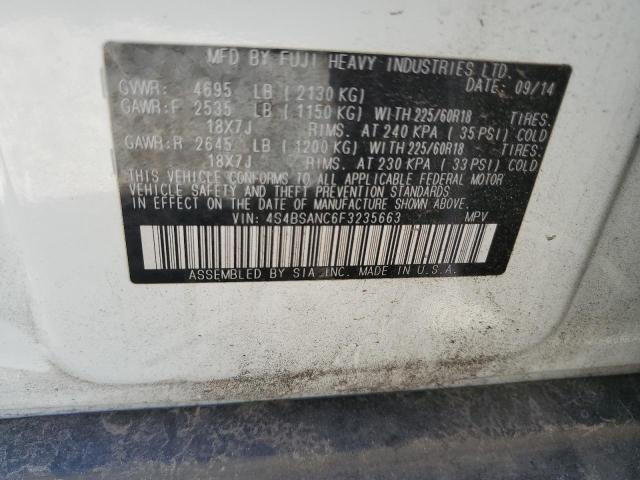 MFD BY FUJI HEAVY INDUSTRIES LTD.
GVWR: 4695 LB (2130 KG) DATE: 09/14
GAWR:F 2535 LB (1150 KG) WITH 225/60R18 TIRES,
18X7J RIMS. AT 240 KPA (35 PSI) COLD
GAWR:R 2645 LB (1200 KG) WITH 225/60R18 TIRES.
18X7J RIMS. AT 230 KPA (33 PSI) COLD
THIS VEHICLE CONFORMS TO ALL APPLICABLE FEDERAL MOTOR
VEHICLE SAFETY AND THEFT PREVENTION STANDARDS
IN EFFECT ON THE DATE OF MANUFACTURE SHOWN ABOVE.
VIN: 4S4BSANC6F3235663 MPV
ASSEMBLED BY SIA,INC. MADE IN U.S.A.